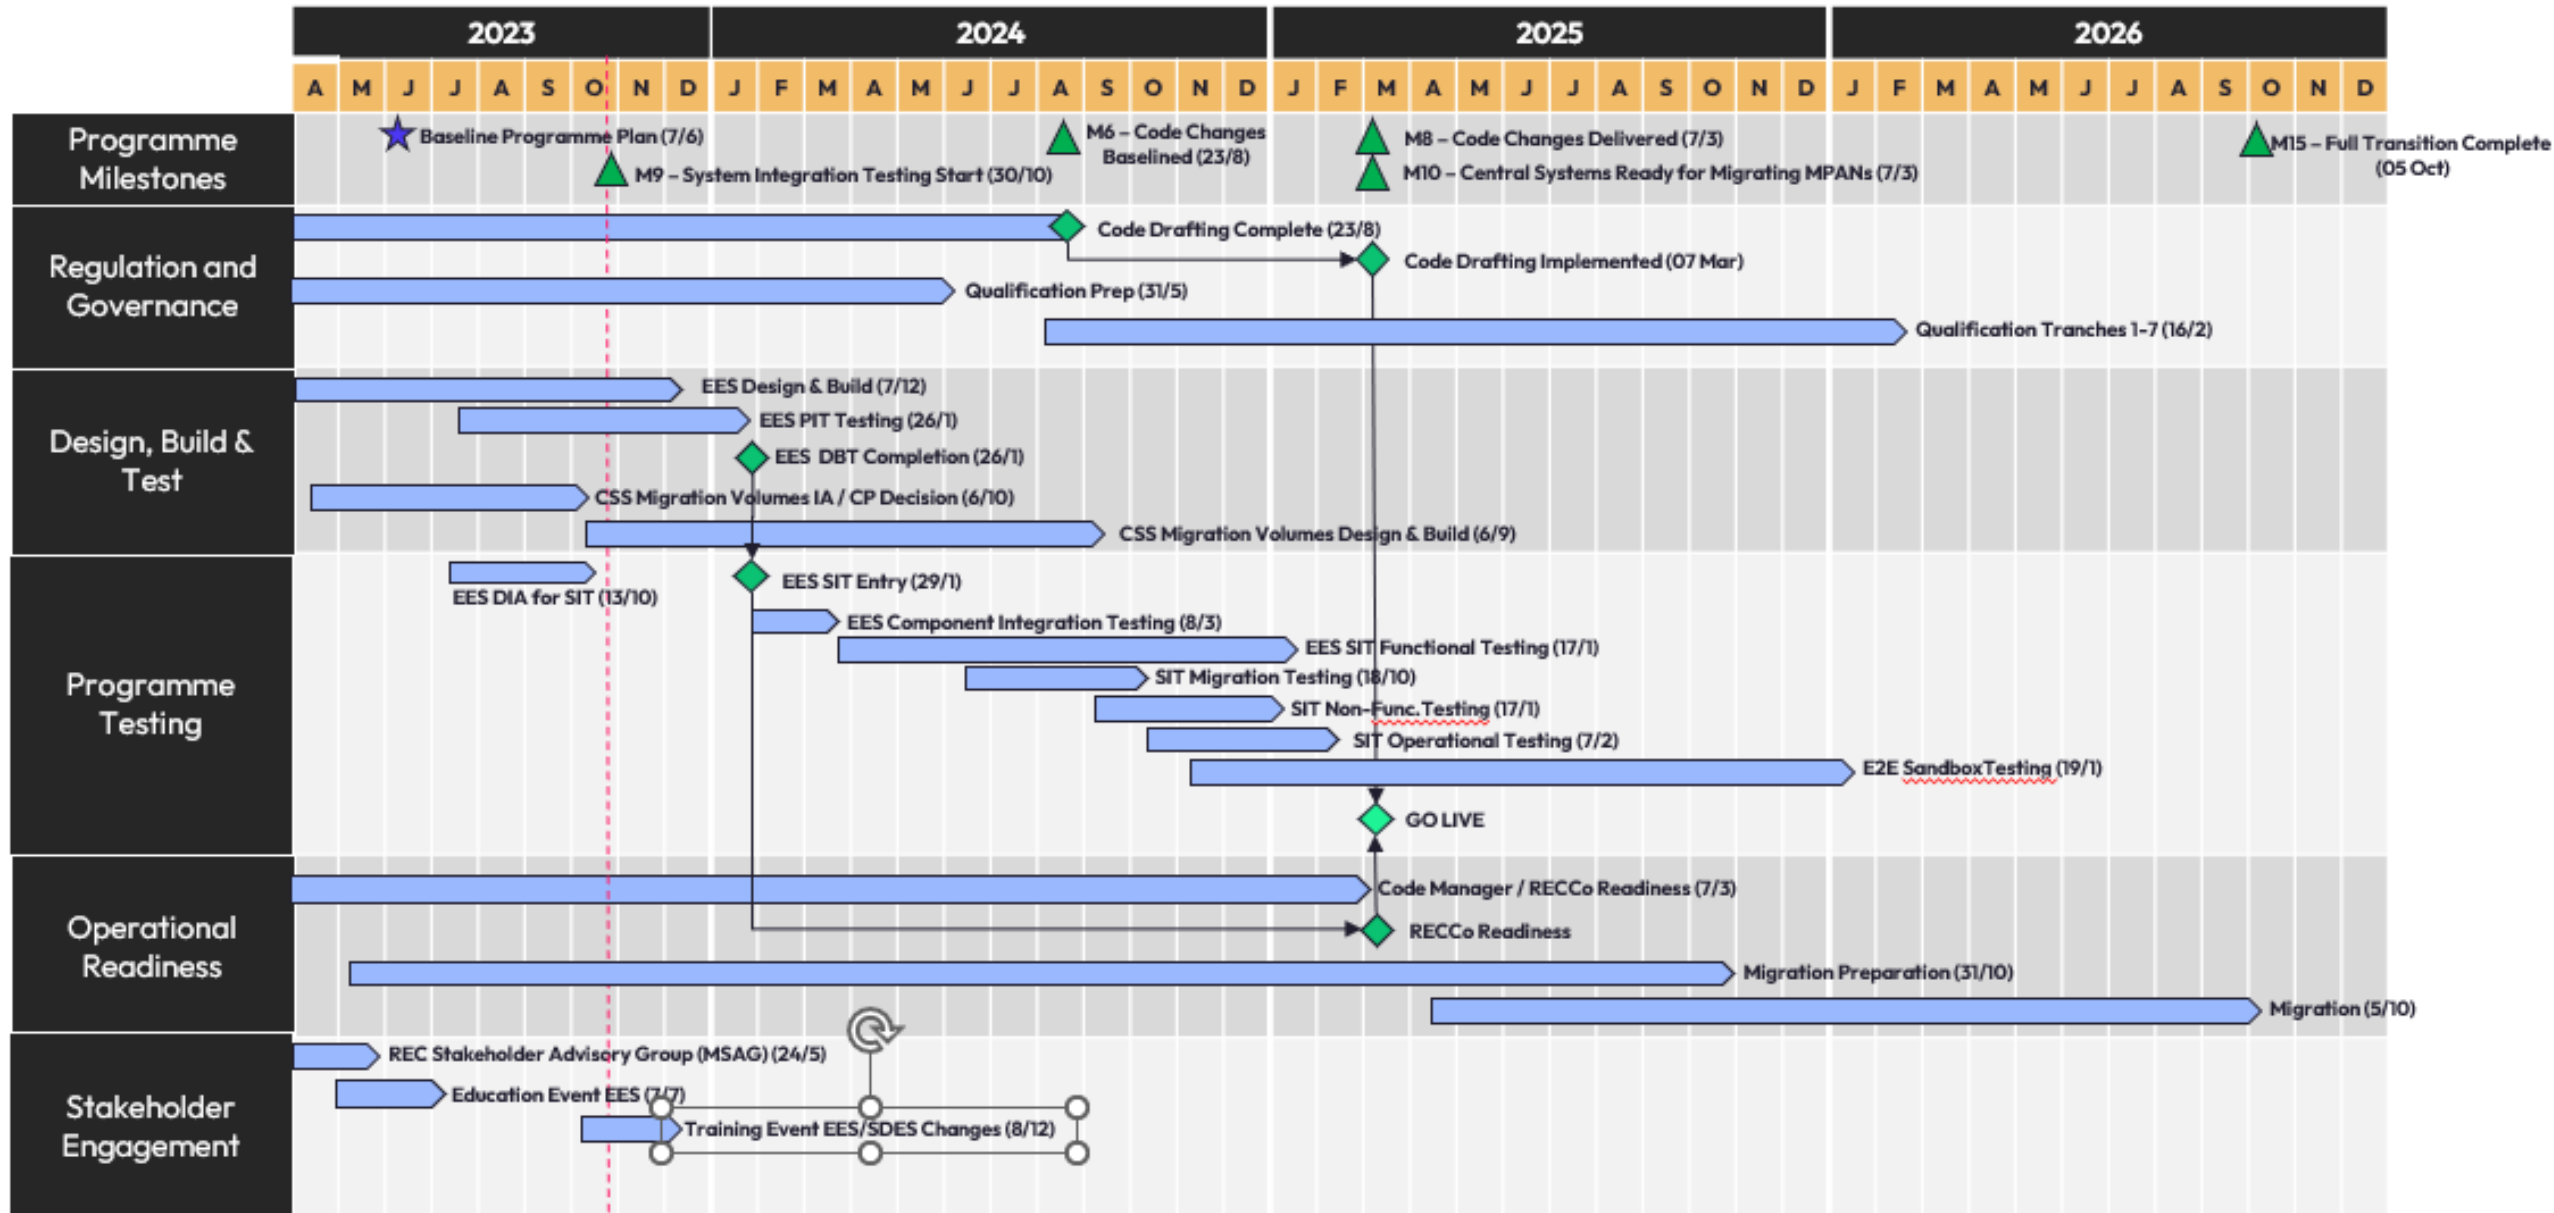 2023 2024 2025 2026
A M J J A S O N D J F M A M J J A S O N D J F M A M J J A S O N D J F M A M J J A S O N D
Programme
Milestones
Baseline Programme Plan (7/6)
M9 – System Integration Testing Start (30/10)
M6 – Code Changes
Baselined (23/8)
M8 – Code Changes Delivered (7/3)
M10 – Central Systems Ready for Migrating MPANs (7/3)
M15 – Full Transition Complete
(05 Oct)
Regulation and
Governance
Code Drafting Complete (23/8)
Code Drafting Implemented (07 Mar)
Qualification Prep (31/5)
Qualification Tranches 1-7 (16/2)
Design, Build &
Test
EES Design & Build (7/12)
EES PIT Testing (26/1)
EES DBT Completion (26/1)
CSS Migration Volumes IA / CP Decision (6/10)
CSS Migration Volumes Design & Build (6/9)
Programme
Testing
EES DIA for SIT (13/10)
EES SIT Entry (29/1)
EES Component Integration Testing (8/3)
EES SIT Functional Testing (17/1)
SIT Migration Testing (18/10)
SIT Non-Func.Testing (17/1)
SIT Operational Testing (7/2)
E2E SandboxTesting (19/1)
GO LIVE
Operational
Readiness
Code Manager / RECCo Readiness (7/3)
RECCo Readiness
Migration Preparation (31/10)
Migration (5/10)
Stakeholder
Engagement
REC Stakeholder Advisory Group (MSAG) (24/5)
Education Event EES (7/7)
Training Event EES/SDES Changes (8/12)